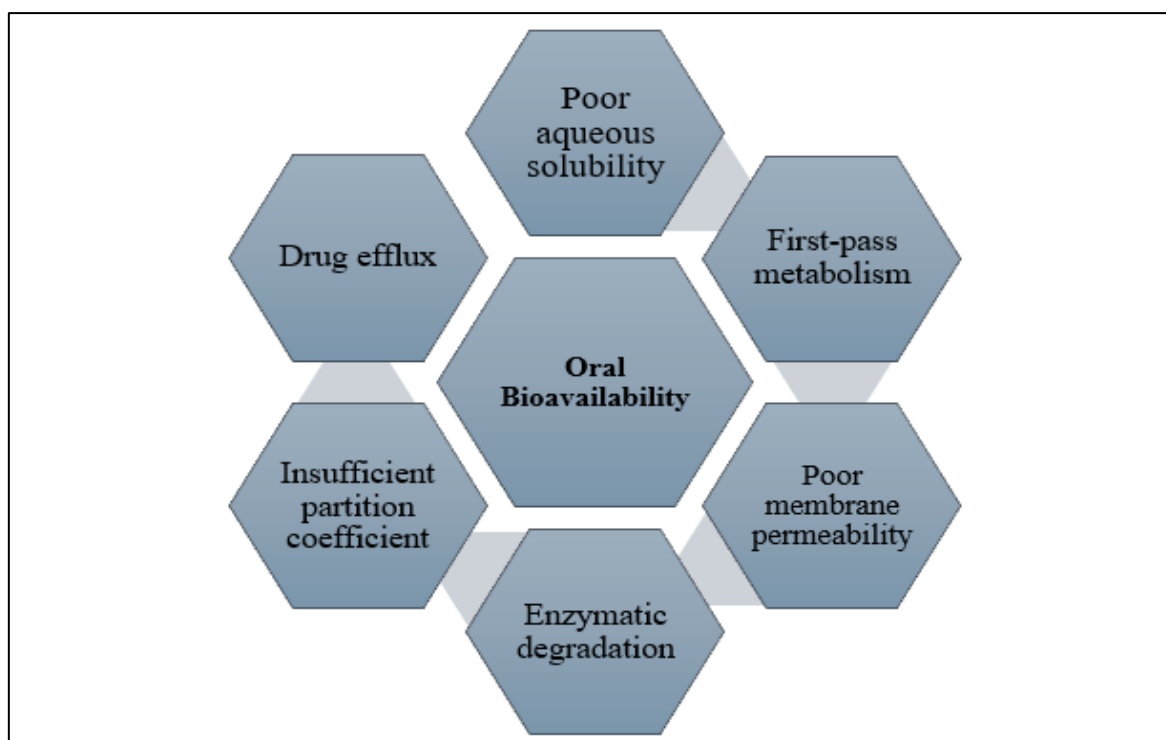 Poor
aqueous
solubility
First-pass
metabolism
Poor
membrane
permeability
Enzymatic
degradation
Insufficient
partition
coefficient
Drug efflux
Oral
Bioavailability